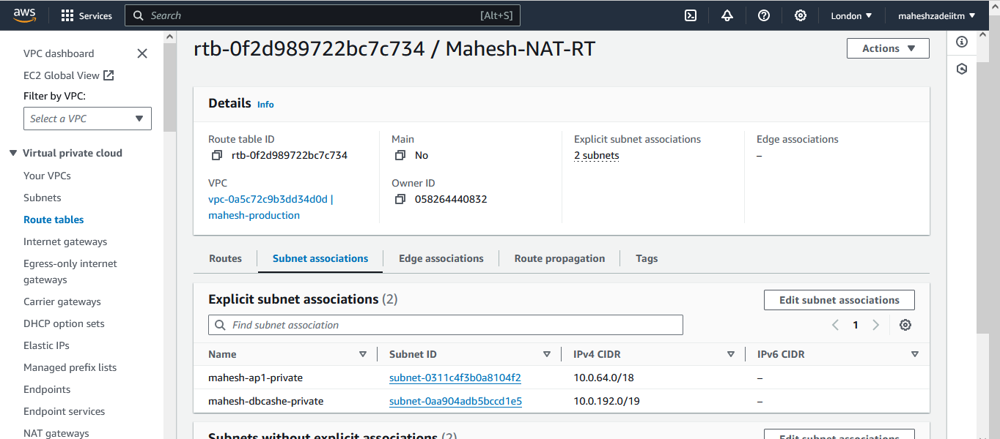 aws
Services
Search
[Alt+S]
London
maheshzadeiitm
VPC dashboard
EC2 Global View
Filter by VPC:
Select a VPC
Virtual private cloud
Your VPCs
Subnets
Route tables
Internet gateways
Egress-only internet
gateways
Carrier gateways
DHCP option sets
Elastic IPs
Managed prefix lists
Endpoints
Endpoint services
NAT gateways
rtb-0f2d989722bc7c734 / Mahesh-NAT-RT
Actions
Details Info
Route table ID
rtb-0f2d989722bc7c734
Main
No
Explicit subnet associations
2 subnets
Edge associations
–
VPC
vpc-0a5c72c9b3dd34d0d |
mahesh-production
Owner ID
058264440832
Routes
Subnet associations
Edge associations
Route propagation
Tags
Explicit subnet associations (2)
Edit subnet associations
Find subnet association
1
Name Subnet ID IPv4 CIDR IPv6 CIDR
mahesh-ap1-private subnet-0311c4f3b0a8104f2 10.0.64.0/18 –
mahesh-dbcashe-private subnet-0aa904adb5bccd1e5 10.0.192.0/19 –
Subnets without explicit associations (2)
Edit subnet associations